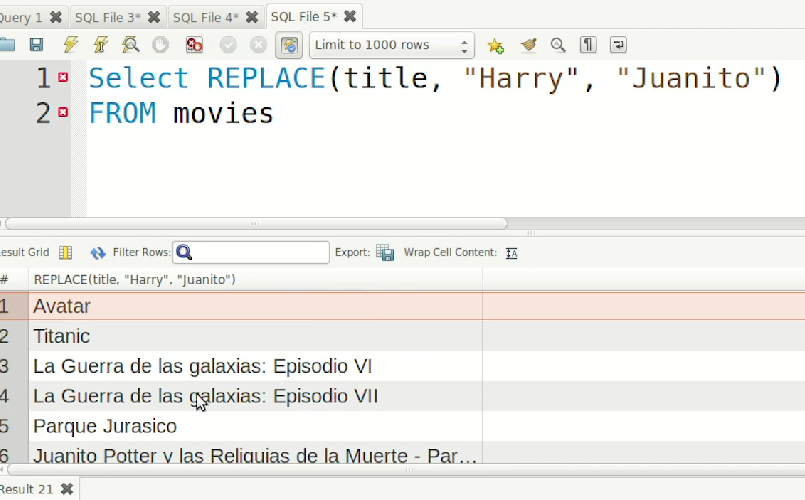 Query 1 SQL File 3* SQL File 4* SQL File 5*
Limit to 1000 rows
1 Select REPLACE(title, "Harry", "Juanito")
2 FROM movies
Result Grid Filter Rows: Export: Wrap Cell Content:
# REPLACE(title, "Harry", "Juanito")
1 Avatar
2 Titanic
3 La Guerra de las galaxias: Episodio VI
4 La Guerra de las galaxias: Episodio VII
5 Parque Jurasico
6 Juanito Potter y las Reliquias de la Muerte - Par...
Result 21